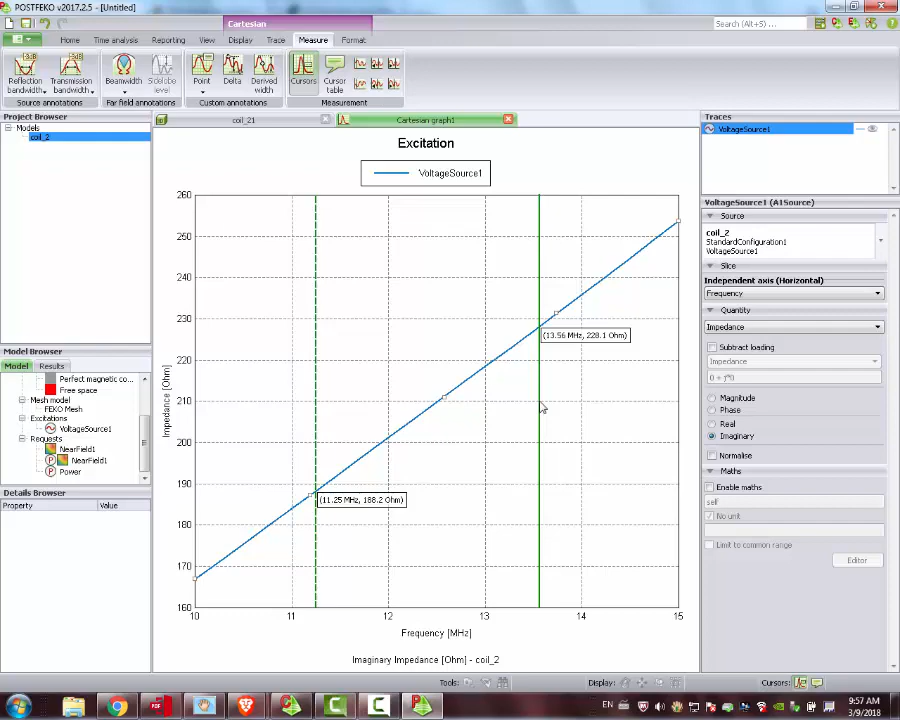 POSTFEKO v2017.2.5 - [Untitled]
Cartesian
Search (Alt+S) ...
Home
Time analysis
Reporting
View
Display
Trace
Measure
Format
Reflection bandwidth
Transmission bandwidth
Beamwidth
Sidelobe level
Point
Delta
Derived width
Cursors
Cursor table
Source annotations
Far field annotations
Custom annotations
Measurement
Project Browser
Models
coil_2
Model Browser
Model
Results
Perfect magnetic co...
Free space
Mesh model
FEKO Mesh
Excitations
VoltageSource1
Requests
NearField1
NearField1
Power
Details Browser
Property
Value
coil_21
Cartesian graph1
Excitation
VoltageSource1
260
250
240
230
220
210
200
190
180
170
160
Impedance [Ohm]
(13.56 MHz, 228.1 Ohm)
(11.25 MHz, 188.2 Ohm)
10
11
12
13
14
15
Frequency [MHz]
Imaginary Impedance [Ohm] - coil_2
Traces
VoltageSource1
VoltageSource1 (A1Source)
Source
coil_2
StandardConfiguration1
VoltageSource1
Slice
Independent axis (Horizontal)
Frequency
Quantity
Impedance
Subtract loading
Impedance
0 + j*0
Magnitude
Phase
Real
Imaginary
Normalise
Maths
Enable maths
self
No unit
Limit to common range
Editor
Tools:
Display:
Cursors:
PDF
EN
9:57 AM
3/9/2018